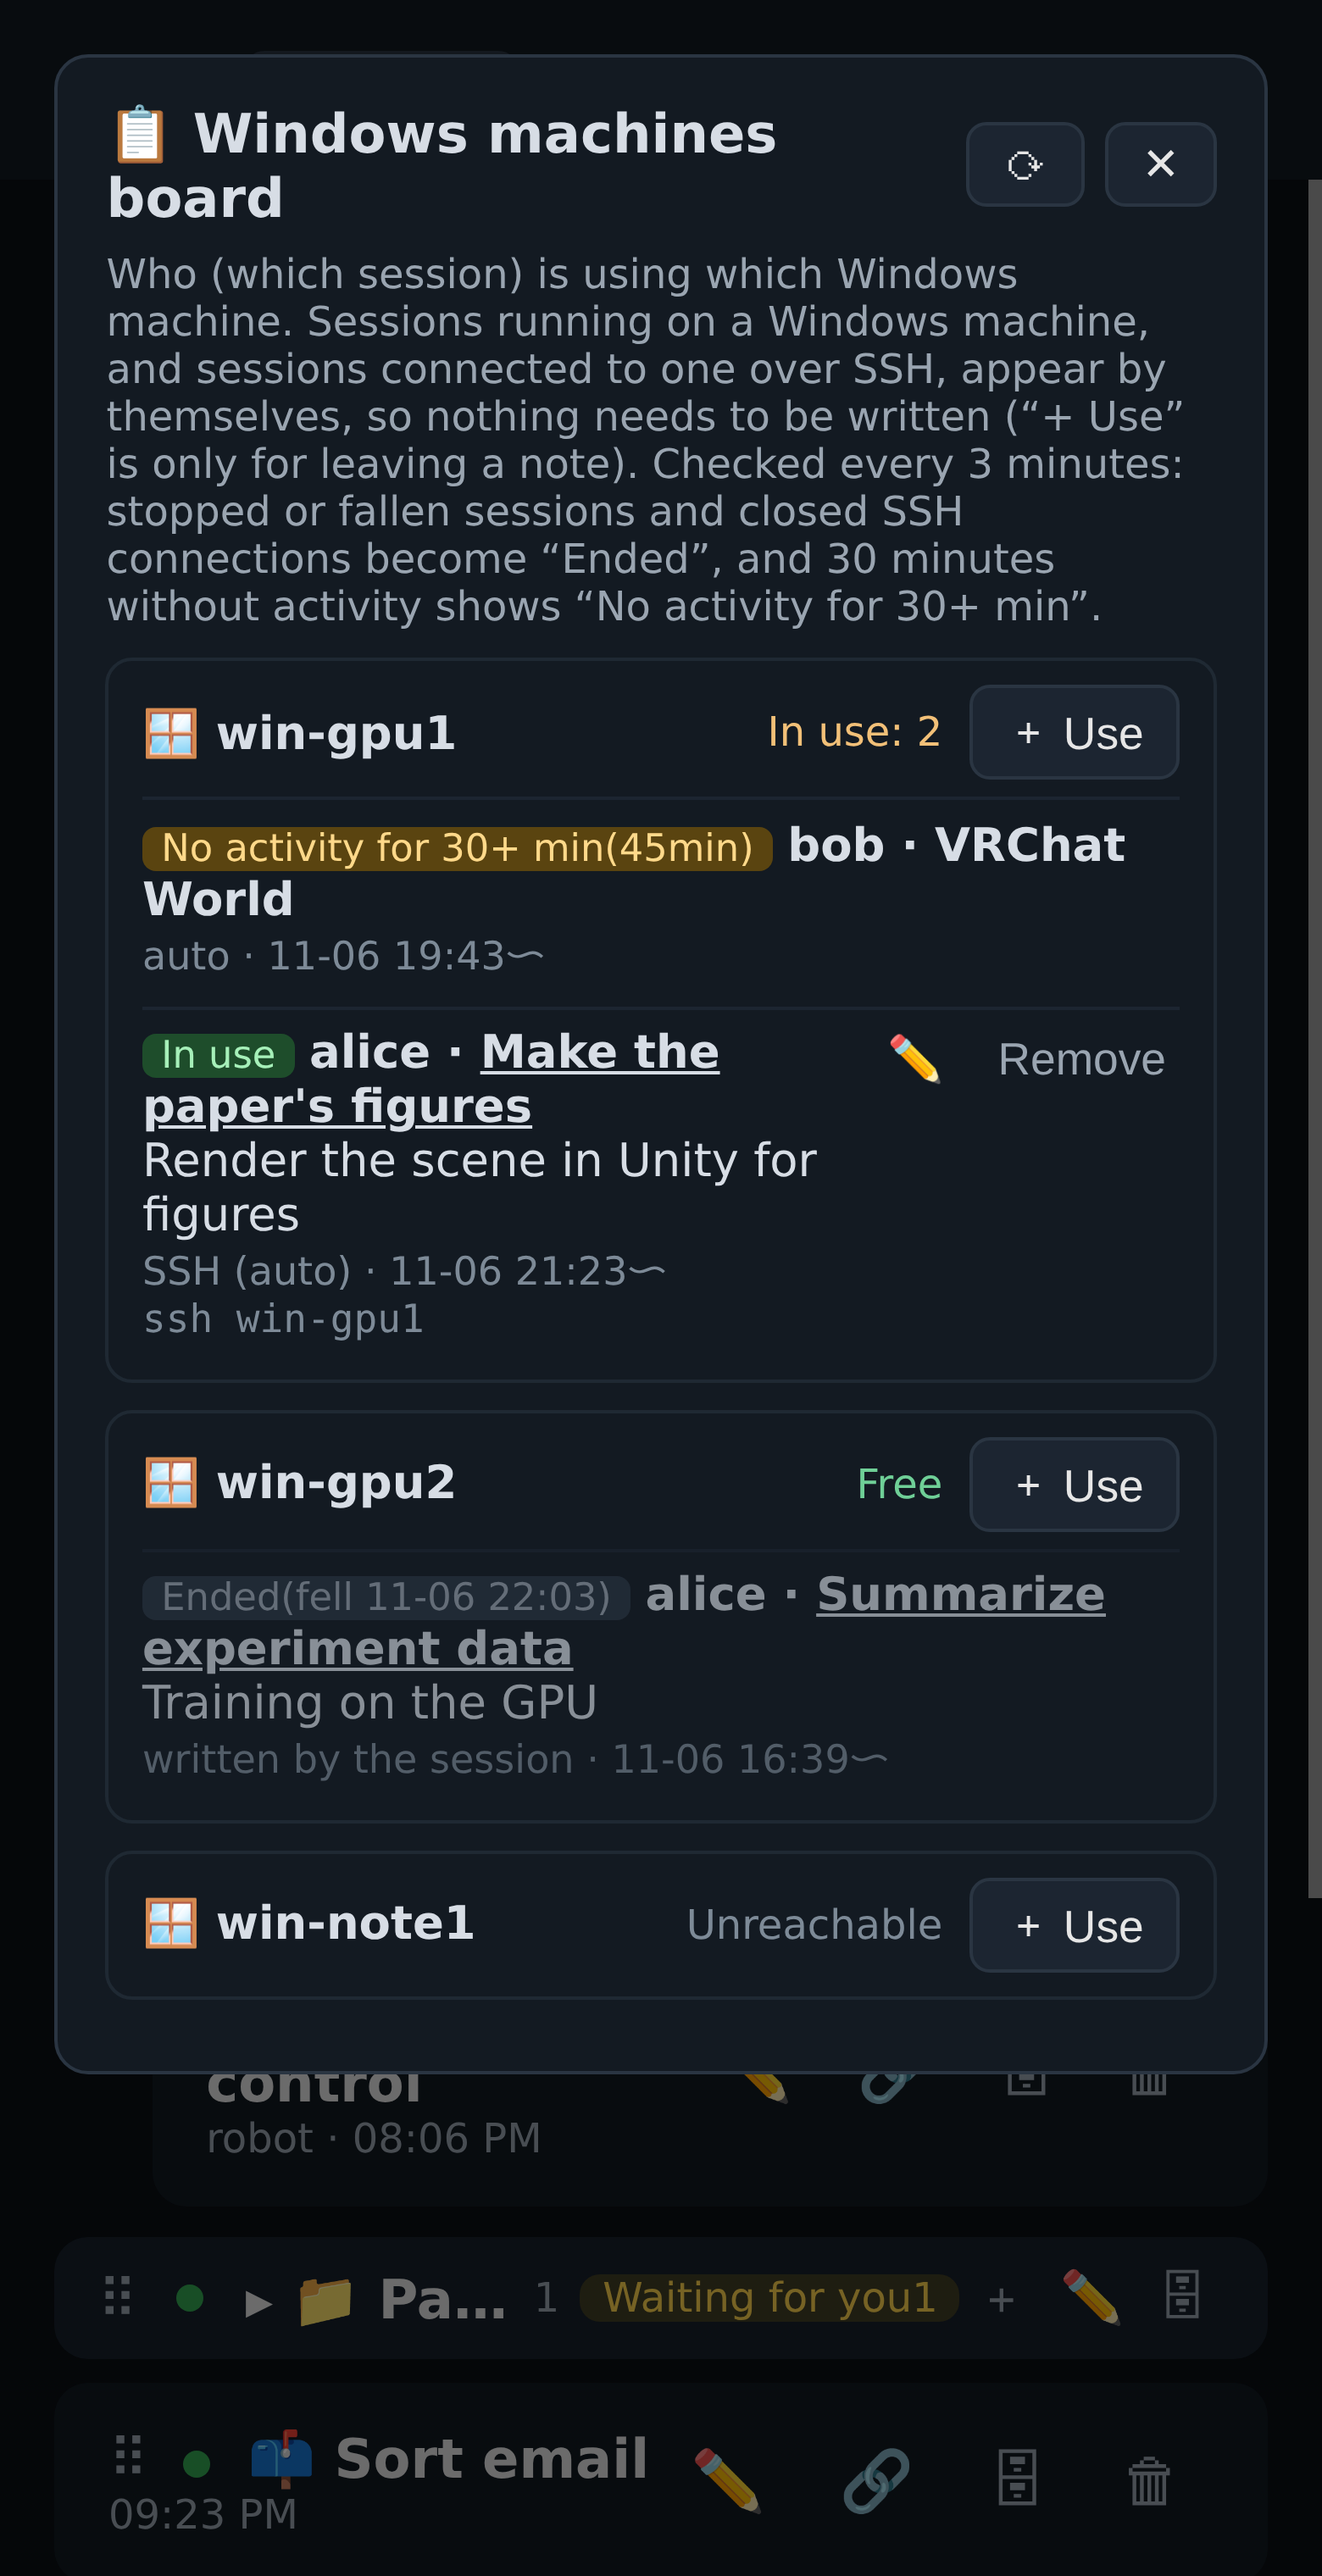 📋 Windows machines
board
Who (which session) is using which Windows
machine. Sessions running on a Windows machine,
and sessions connected to one over SSH, appear by
themselves, so nothing needs to be written (“+ Use”
is only for leaving a note). Checked every 3 minutes:
stopped or fallen sessions and closed SSH
connections become “Ended”, and 30 minutes
without activity shows “No activity for 30+ min”.
🪟 win-gpu1 In use: 2 + Use
No activity for 30+ min(45min) bob · VRChat
World
auto · 11-06 19:43〜
In use alice · Make the ✏️ Remove
paper's figures
Render the scene in Unity for
figures
SSH (auto) · 11-06 21:23〜
ssh win-gpu1
🪟 win-gpu2 Free + Use
Ended(fell 11-06 22:03) alice · Summarize
experiment data
Training on the GPU
written by the session · 11-06 16:39〜
🪟 win-note1 Unreachable + Use
control
robot · 08:06 PM
▸ 📁 Pa... 1 Waiting for you1 +
📫 Sort email
09:23 PM